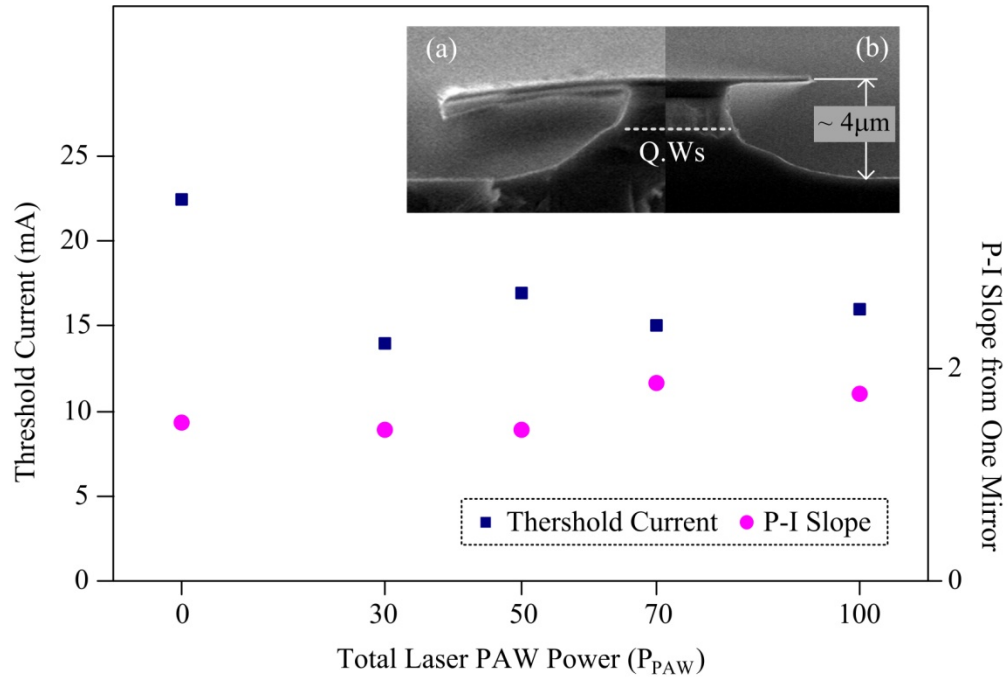 (a)
(b)
~ 4μm
Q.Ws
25
20
15
10
5
0
Threshold Current (mA)
2
0
P-I Slope from One Mirror
Thershold Current
P-I Slope
0 30 50 70 100
Total Laser PAW Power (P_PAW)